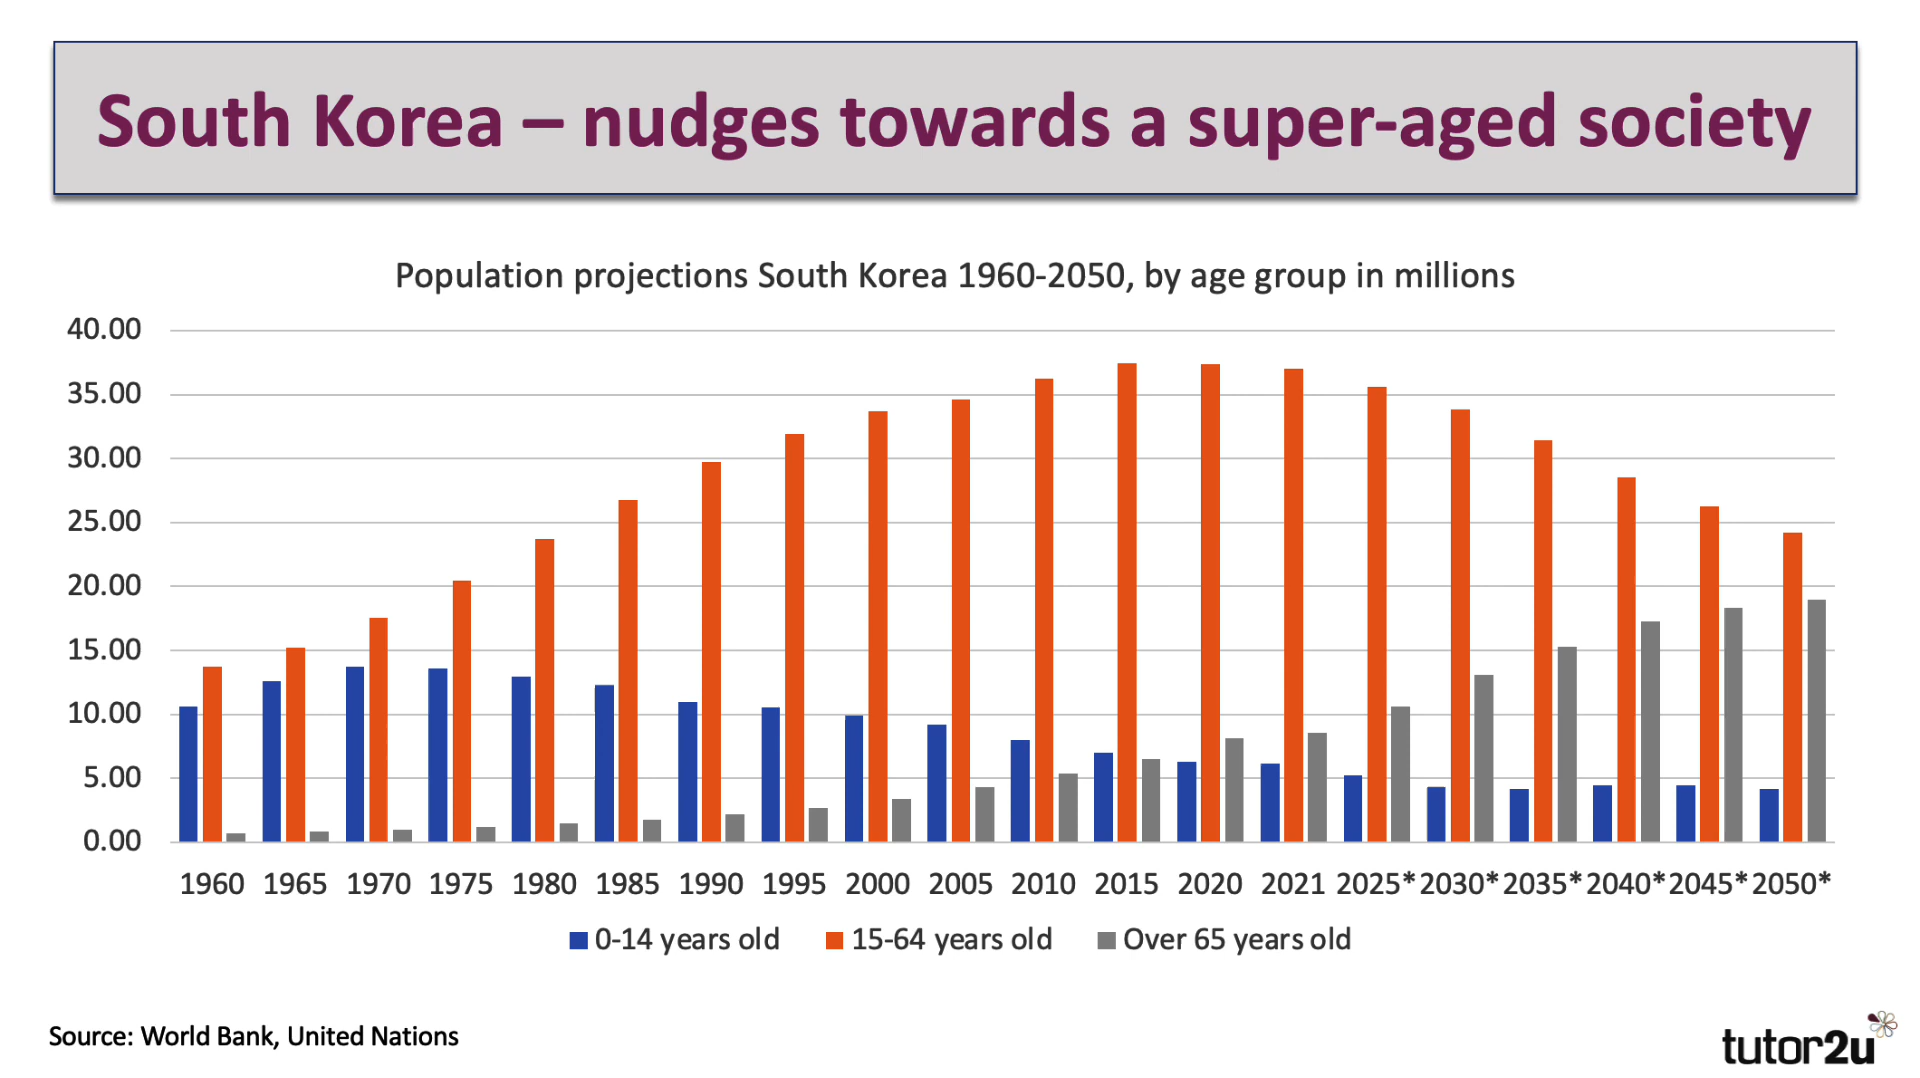 South Korea – nudges towards a super-aged society
Population projections South Korea 1960-2050, by age group in millions
40.00
35.00
30.00
25.00
20.00
15.00
10.00
5.00
0.00
1960 1965 1970 1975 1980 1985 1990 1995 2000 2005 2010 2015 2020 2021 2025* 2030* 2035* 2040* 2045* 2050*
0-14 years old 15-64 years old Over 65 years old
Source: World Bank, United Nations
tutor2u